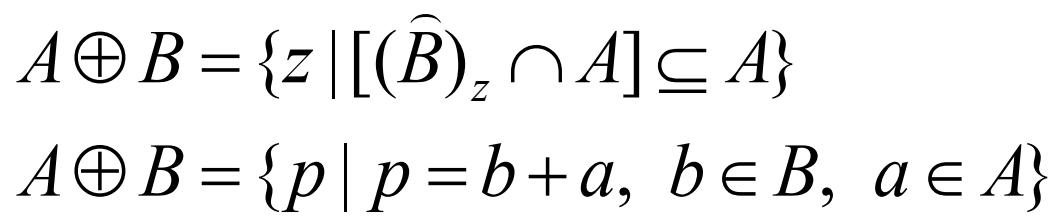 A ⊕ B = {z | [(B̑)_z ∩ A] ⊆ A}
A ⊕ B = {p | p = b + a, b ∈ B, a ∈ A}